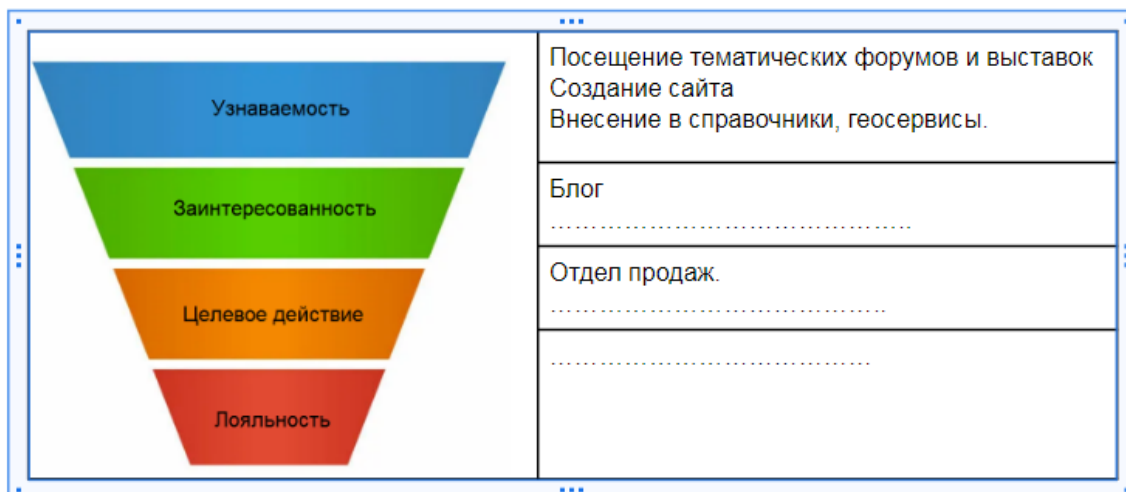 Узнаваемость
Заинтересованность
Целевое действие
Лояльность
Посещение тематических форумов и выставок
Создание сайта
Внесение в справочники, геосервисы.
Блог
……………………………………..
Отдел продаж.
…………………………………..
…………………………………